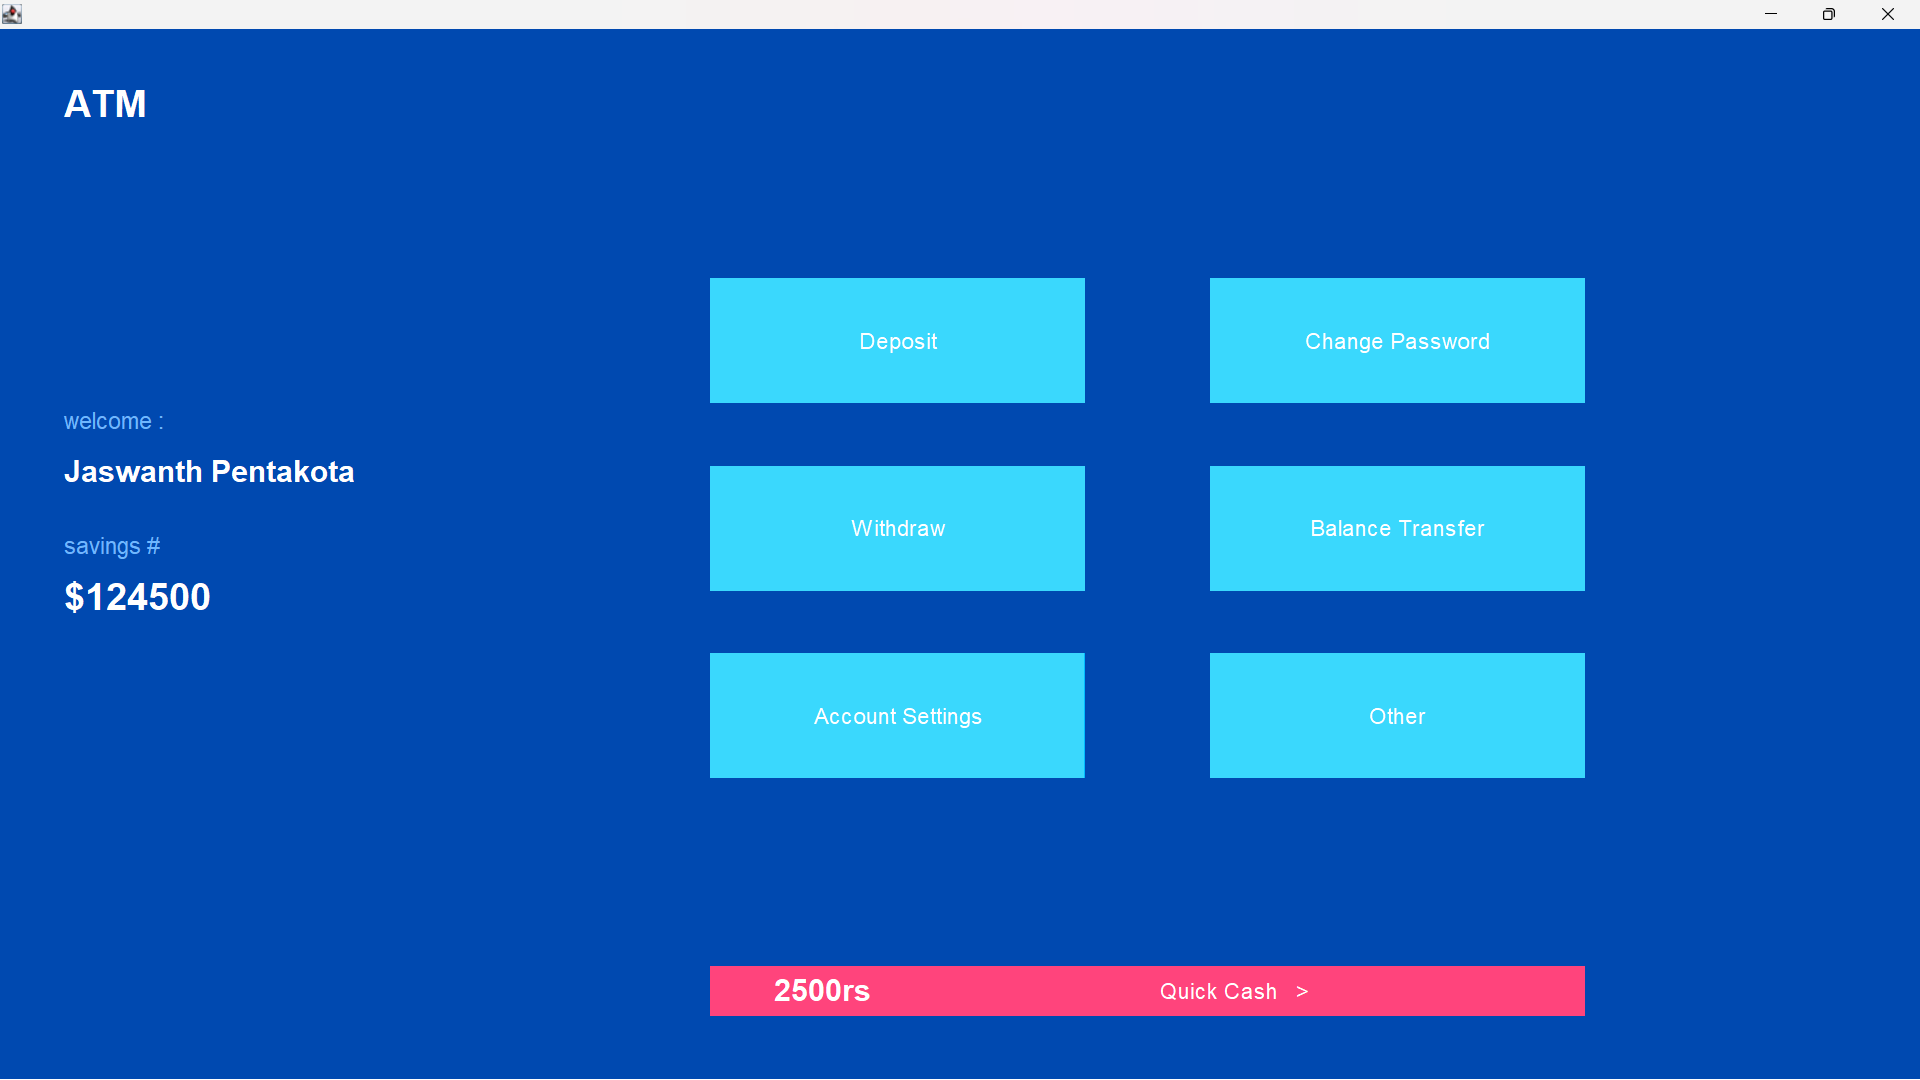 ATM
welcome :
Jaswanth Pentakota
savings #
$124500
Deposit
Change Password
Withdraw
Balance Transfer
Account Settings
Other
2500rs Quick Cash >